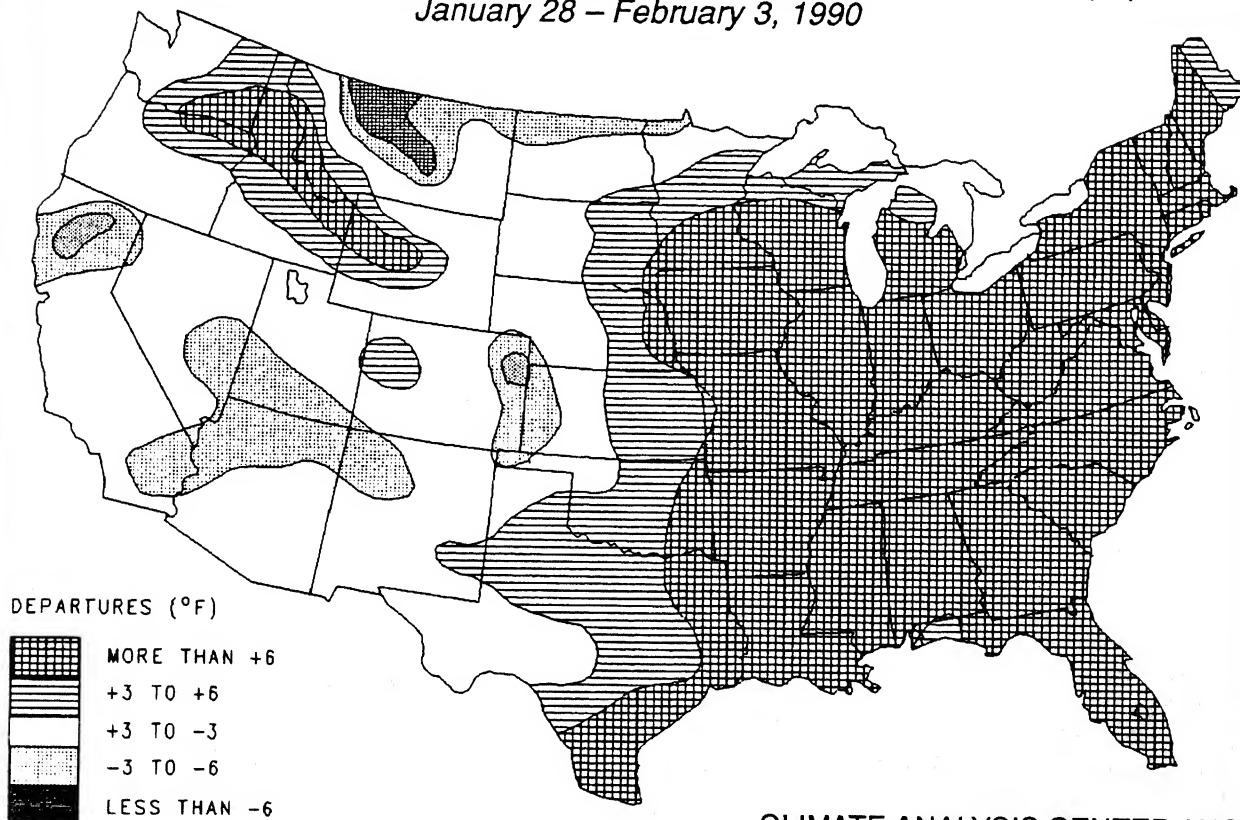 January 28 – February 3, 1990
DEPARTURES (°F)
MORE THAN +6
+3 TO +6
+3 TO -3
-3 TO -6
LESS THAN -6
CLIMATE ANALYSIS CENTER